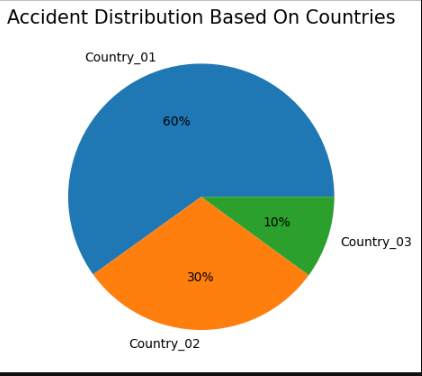 Accident Distribution Based On Countries
Country_01
60%
10%
Country_03
30%
Country_02